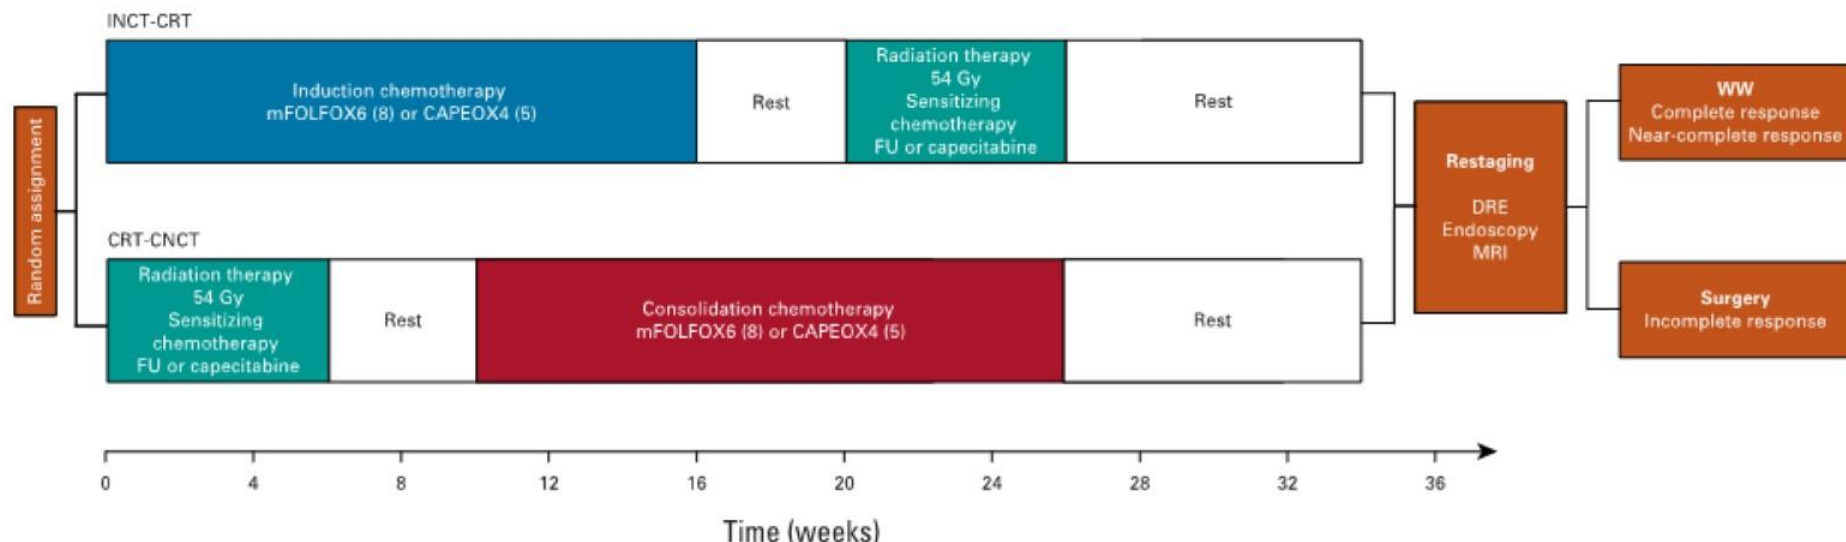 INCT-CRT
Random assignment
Induction chemotherapy
mFOLFOX6 (8) or CAPEOX4 (5)
Rest
Radiation therapy
54 Gy
Sensitizing
chemotherapy
FU or capecitabine
Rest
CRT-CNCT
Radiation therapy
54 Gy
Sensitizing
chemotherapy
FU or capecitabine
Rest
Consolidation chemotherapy
mFOLFOX6 (8) or CAPEOX4 (5)
Rest
Restaging
DRE
Endoscopy
MRI
WW
Complete response
Near-complete response
Surgery
Incomplete response
0 4 8 12 16 20 24 28 32 36
Time (weeks)